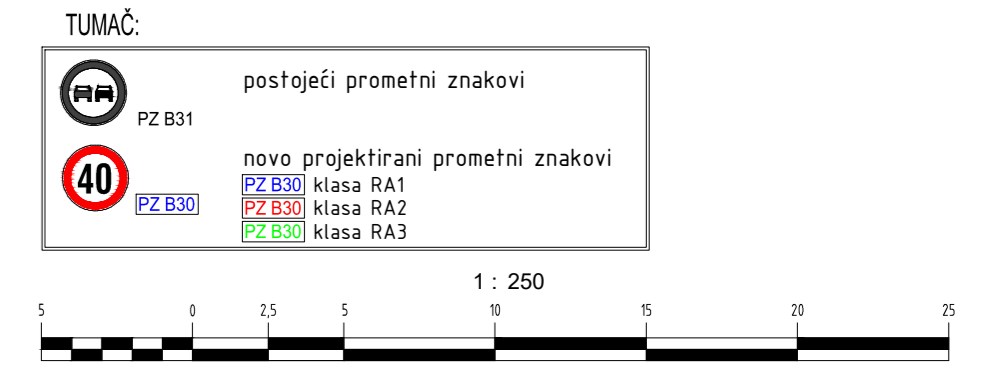 TUMAČ:
postojeći prometni znakovi
PZ B31
40
PZ B30
novo projektirani prometni znakovi
PZ B30 klasa RA1
PZ B30 klasa RA2
PZ B30 klasa RA3
1 : 250
5 0 2,5 5 10 15 20 25